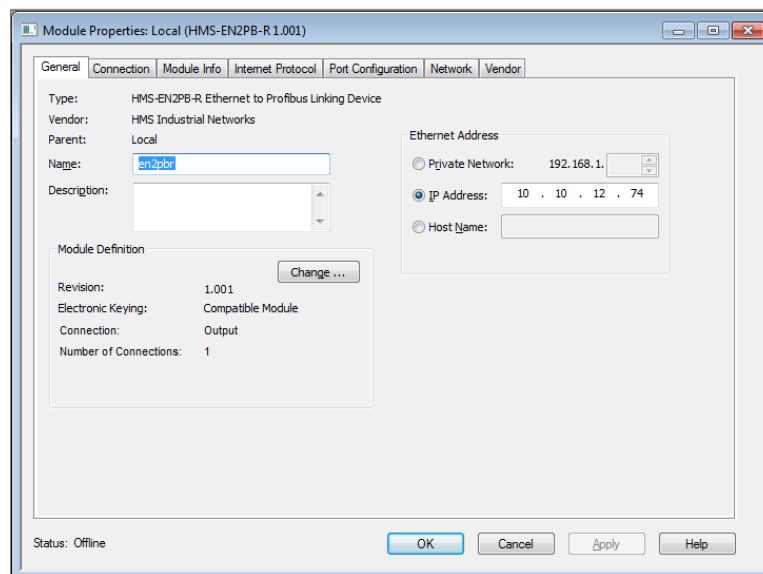 Module Properties: Local (HMS-EN2PB-R 1.001)
General Connection Module Info Internet Protocol Port Configuration Network Vendor
Type: HMS-EN2PB-R Ethernet to Profibus Linking Device
Vendor: HMS Industrial Networks
Parent: Local
Name: en2pbr
Description:
Ethernet Address
Private Network: 192.168.1.
IP Address: 10 . 10 . 12 . 74
Host Name:
Module Definition
Change ...
Revision: 1.001
Electronic Keying: Compatible Module
Connection: Output
Number of Connections: 1
Status: Offline
OK Cancel Apply Help